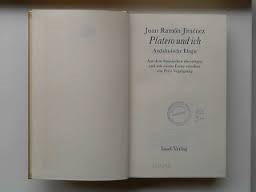 Juan Ramón Jiménez
Platero und ich
Andalusische Elegie
Aus dem Spanischen übertragen
und mit einem Essay versehen
von Fritz Vogelgsang
Insel-Verlag